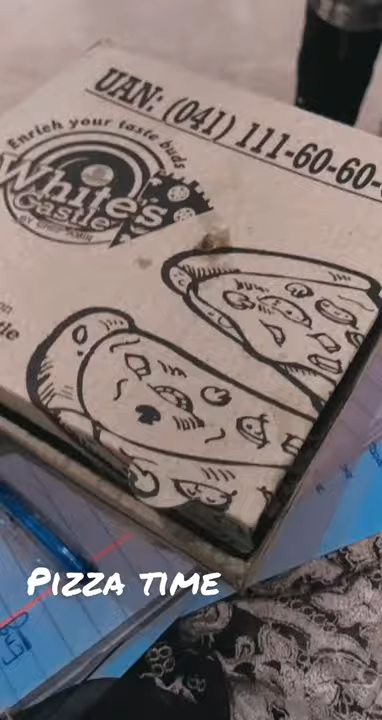 UAN: (041) 111-60-60-
Enrich your taste buds
White's
Castle
PIZZA TIME